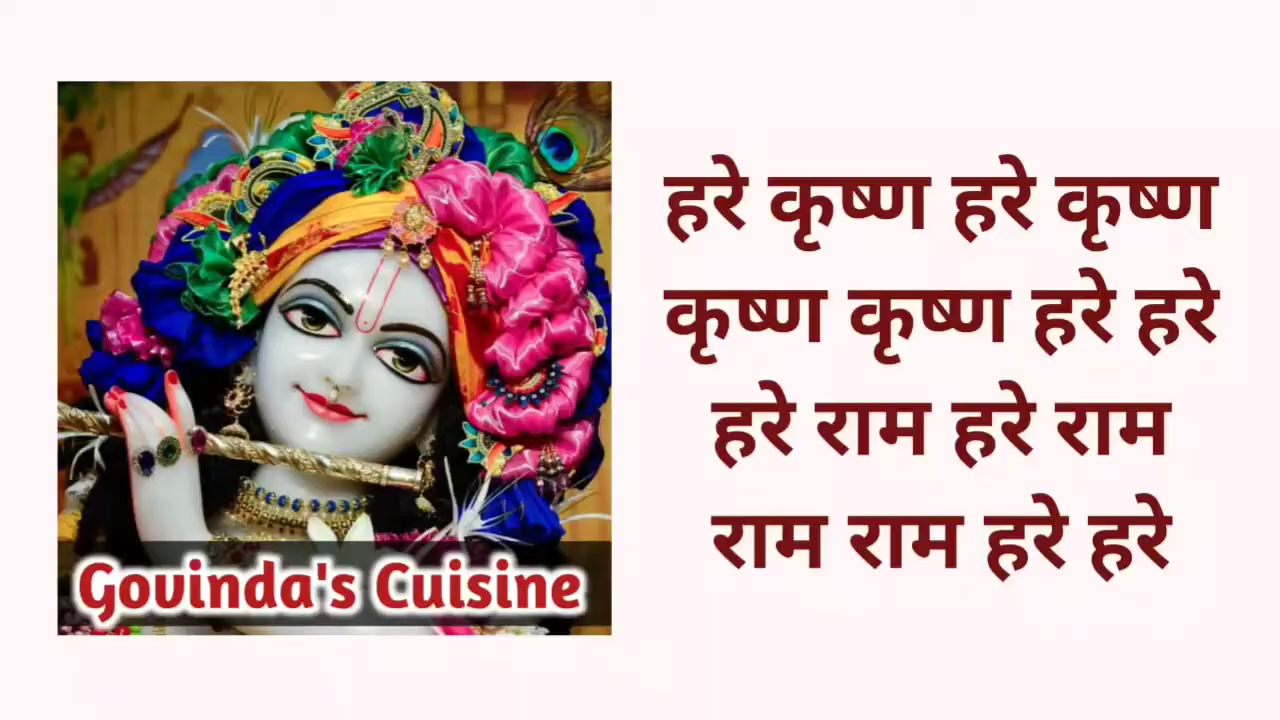 Govinda's Cuisine
हरे कृष्ण हरे कृष्ण
कृष्ण कृष्ण हरे हरे
हरे राम हरे राम
राम राम हरे हरे